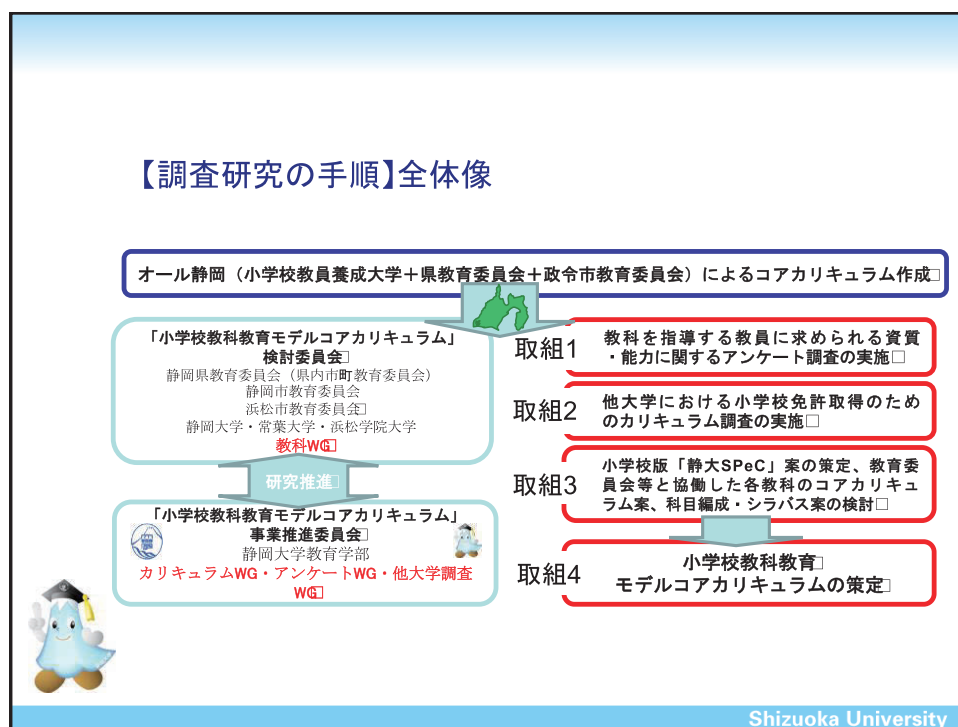 【調査研究の手順】全体像
オール静岡（小学校教員養成大学＋県教育委員会＋政令市教育委員会）によるコアカリキュラム作成□
「小学校教科教育モデルコアカリキュラム」
検討委員会□
静岡県教育委員会（県内市町教育委員会）
静岡市教育委員会
浜松市教育委員会□
静岡大学・常葉大学・浜松学院大学
教科WG□
研究推進□
「小学校教科教育モデルコアカリキュラム」
事業推進委員会□
静岡大学教育学部
カリキュラムWG・アンケートWG・他大学調査
WG□
取組1
教科を指導する教員に求められる資質
・能力に関するアンケート調査の実施□
取組2
他大学における小学校免許取得のため
のカリキュラム調査の実施□
取組3
小学校版「静大SPeC」案の策定、教育委
員会等と協働した各教科のコアカリキュ
ラム案、科目編成・シラバス案の検討□
取組4
小学校教科教育□
モデルコアカリキュラムの策定□
Shizuoka University